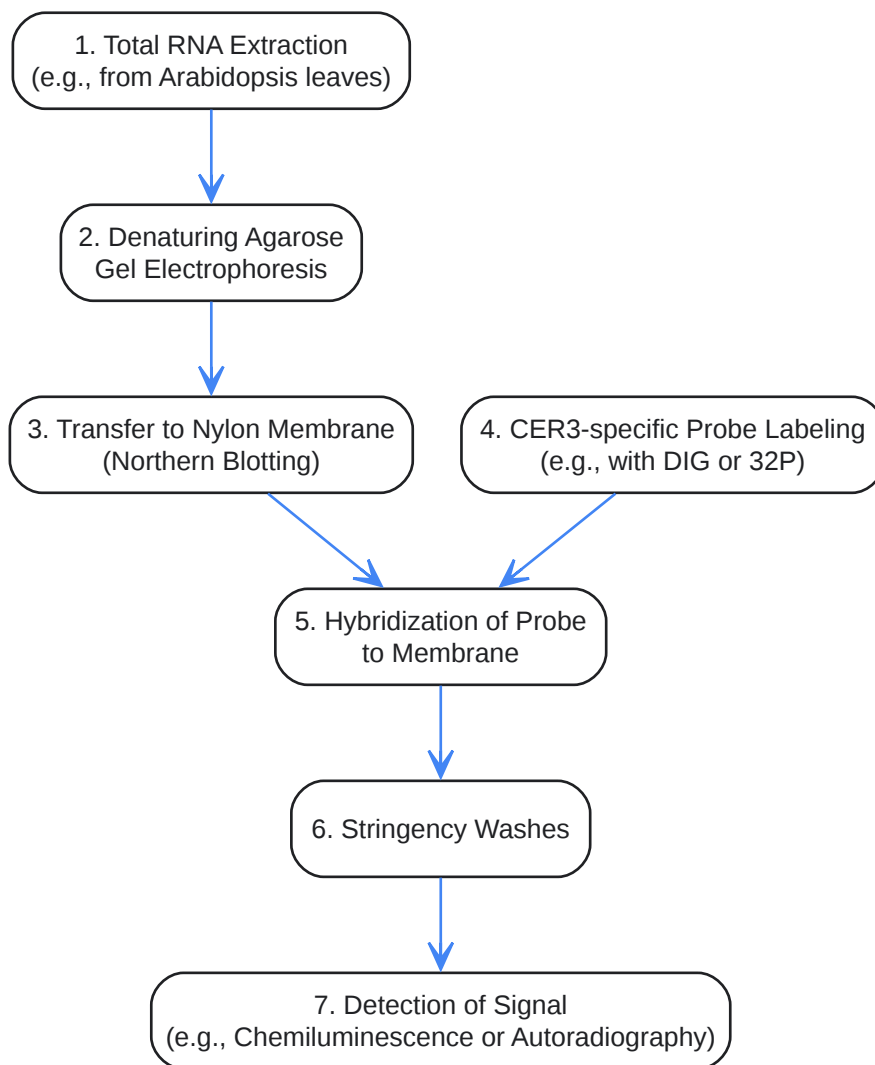 1. Total RNA Extraction
(e.g., from Arabidopsis leaves)
2. Denaturing Agarose
Gel Electrophoresis
3. Transfer to Nylon Membrane
(Northern Blotting)
4. CER3-specific Probe Labeling
(e.g., with DIG or 32P)
5. Hybridization of Probe
to Membrane
6. Stringency Washes
7. Detection of Signal
(e.g., Chemiluminescence or Autoradiography)